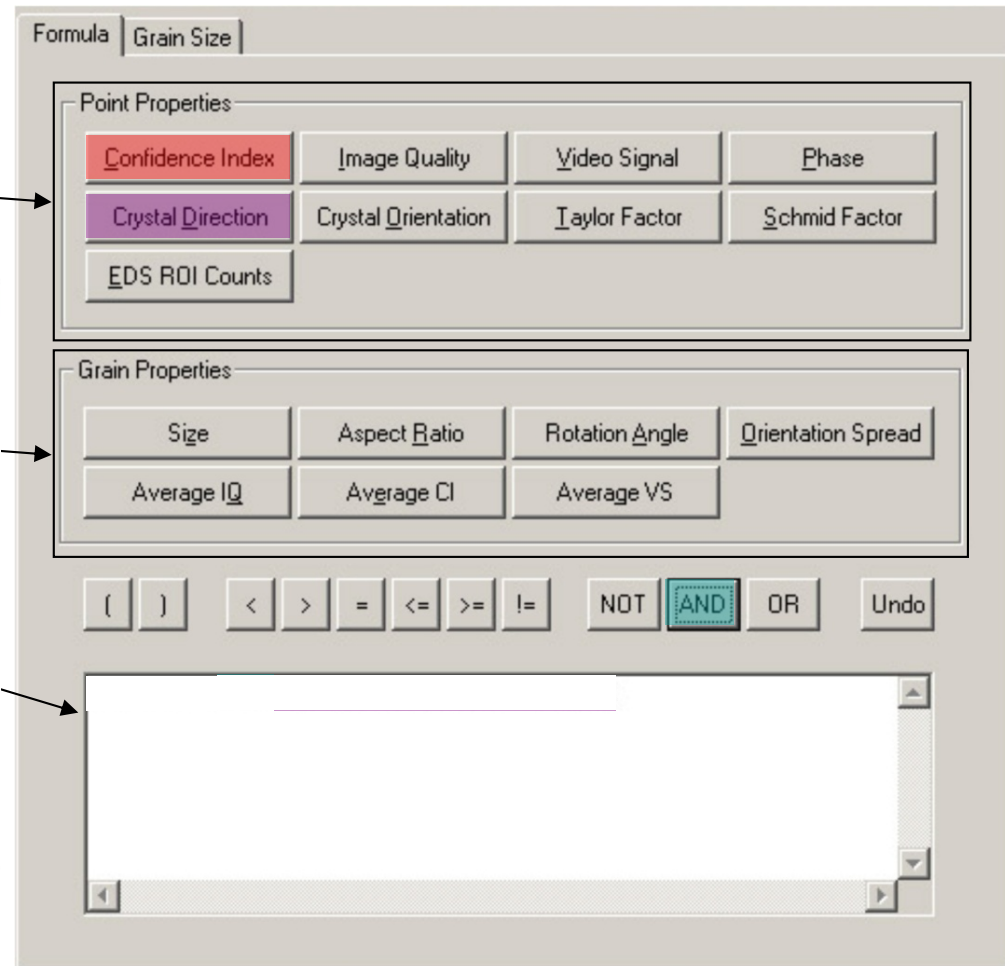 Formula Grain Size
Point Properties
Confidence Index Image Quality Video Signal Phase
Crystal Direction Crystal Orientation Taylor Factor Schmid Factor
EDS ROI Counts
Grain Properties
Size Aspect Ratio Rotation Angle Orientation Spread
Average IQ Average CI Average VS
( ) < > = <= >= != NOT AND OR Undo